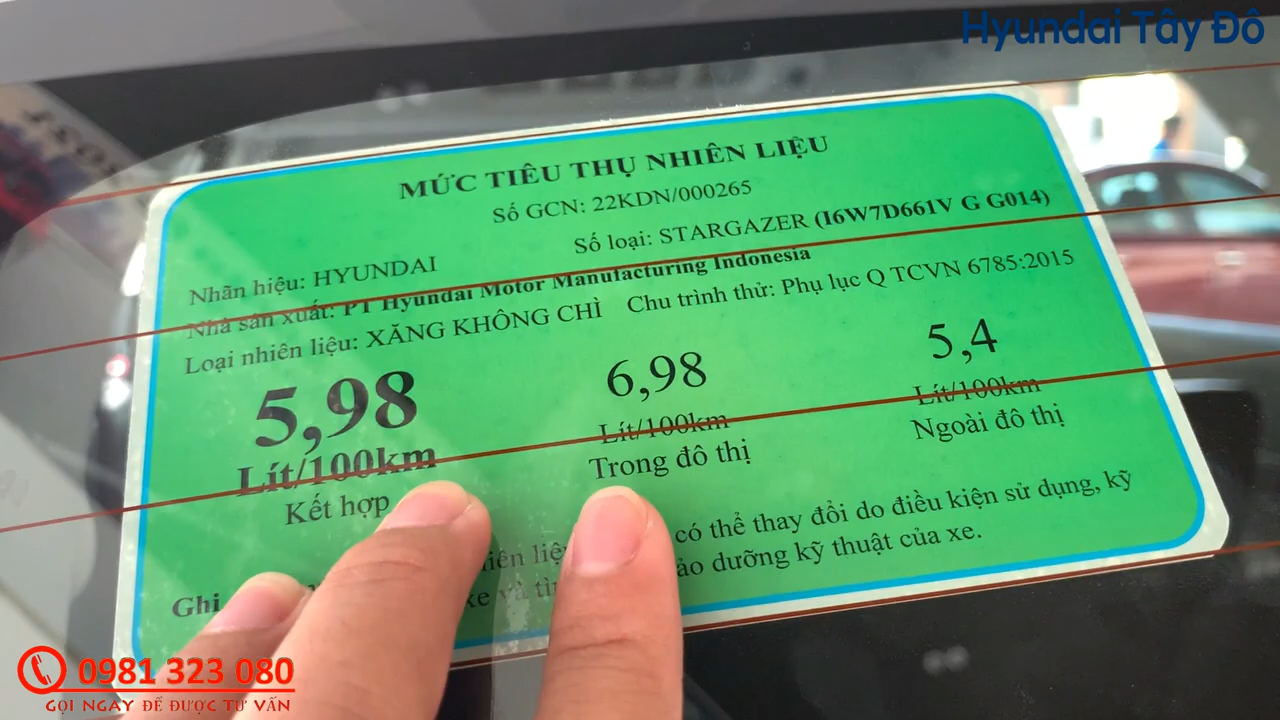 Hyundai Tây Đô
MỨC TIÊU THỤ NHIÊN LIỆU
Số GCN: 22KDN/000265
Nhãn hiệu: HYUNDAI Số loại: STARGAZER (I6W7D661V G G014)
Nhà sản xuất: PT Hyundai Motor Manufacturing Indonesia
Loại nhiên liệu: XĂNG KHÔNG CHÌ Chu trình thử: Phụ lục Q TCVN 6785:2015
5,98 6,98 5,4
Lít/100km Lít/100km Lít/100km
Kết hợp Trong đô thị Ngoài đô thị
Ghi có thể thay đổi do điều kiện sử dụng, kỹ
xe và dưỡng kỹ thuật của xe.
0981 323 080
GỌI NGAY ĐỂ ĐƯỢC TƯ VẤN